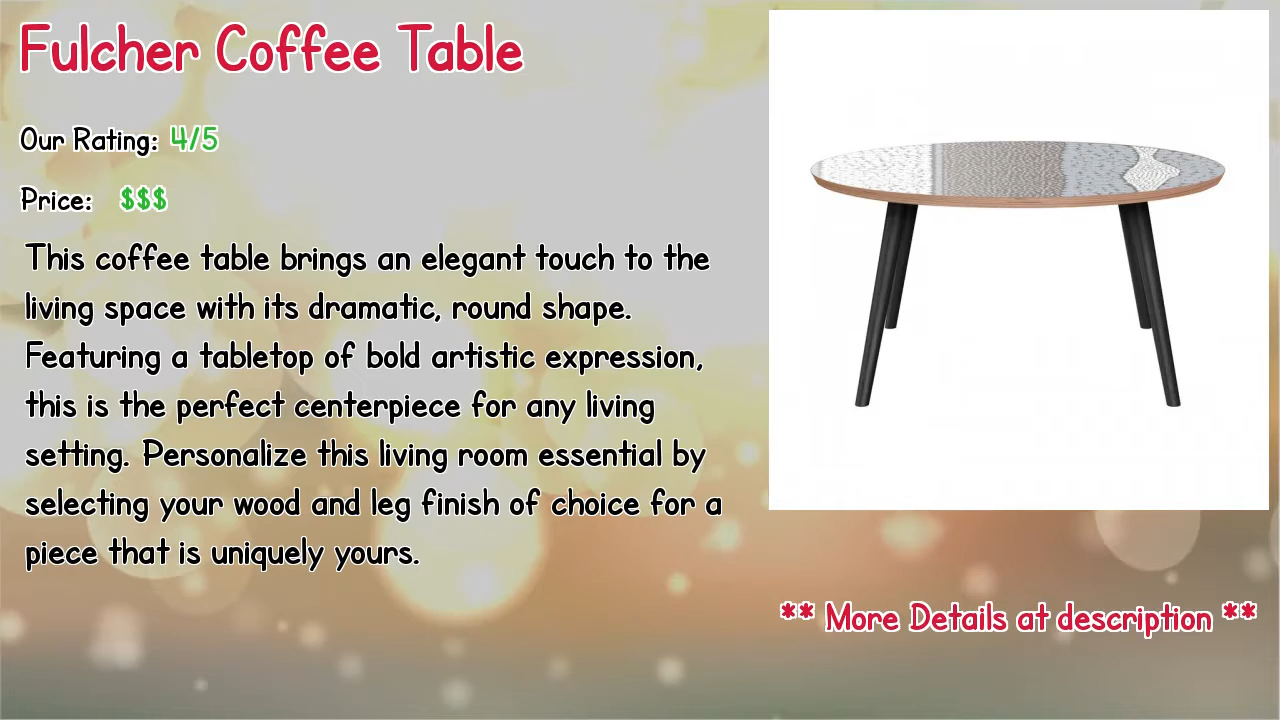 Fulcher Coffee Table
Our Rating: 4/5
Price: $$$
This coffee table brings an elegant touch to the
living space with its dramatic, round shape.
Featuring a tabletop of bold artistic expression,
this is the perfect centerpiece for any living
setting. Personalize this living room essential by
selecting your wood and leg finish of choice for a
piece that is uniquely yours.
** More Details at description **